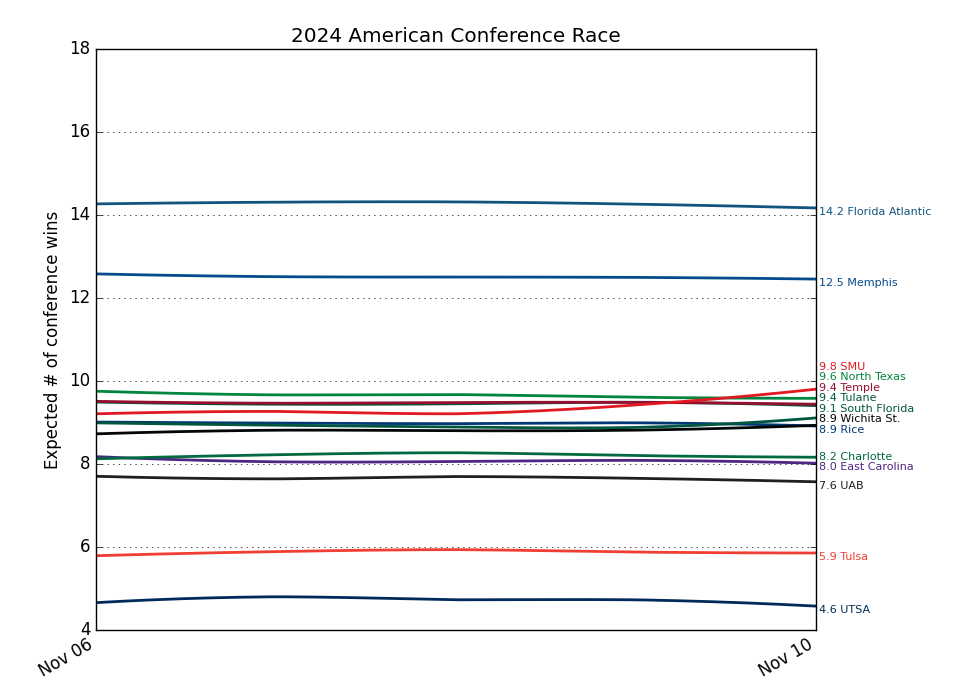 2024 American Conference Race
Expected # of conference wins
18
16
14
12
10
8
6
4
Nov 06
Nov 10
14.2 Florida Atlantic
12.5 Memphis
9.8 SMU
9.6 North Texas
9.4 Temple
9.4 Tulane
9.1 South Florida
8.9 Wichita St.
8.9 Rice
8.2 Charlotte
8.0 East Carolina
7.6 UAB
5.9 Tulsa
4.6 UTSA